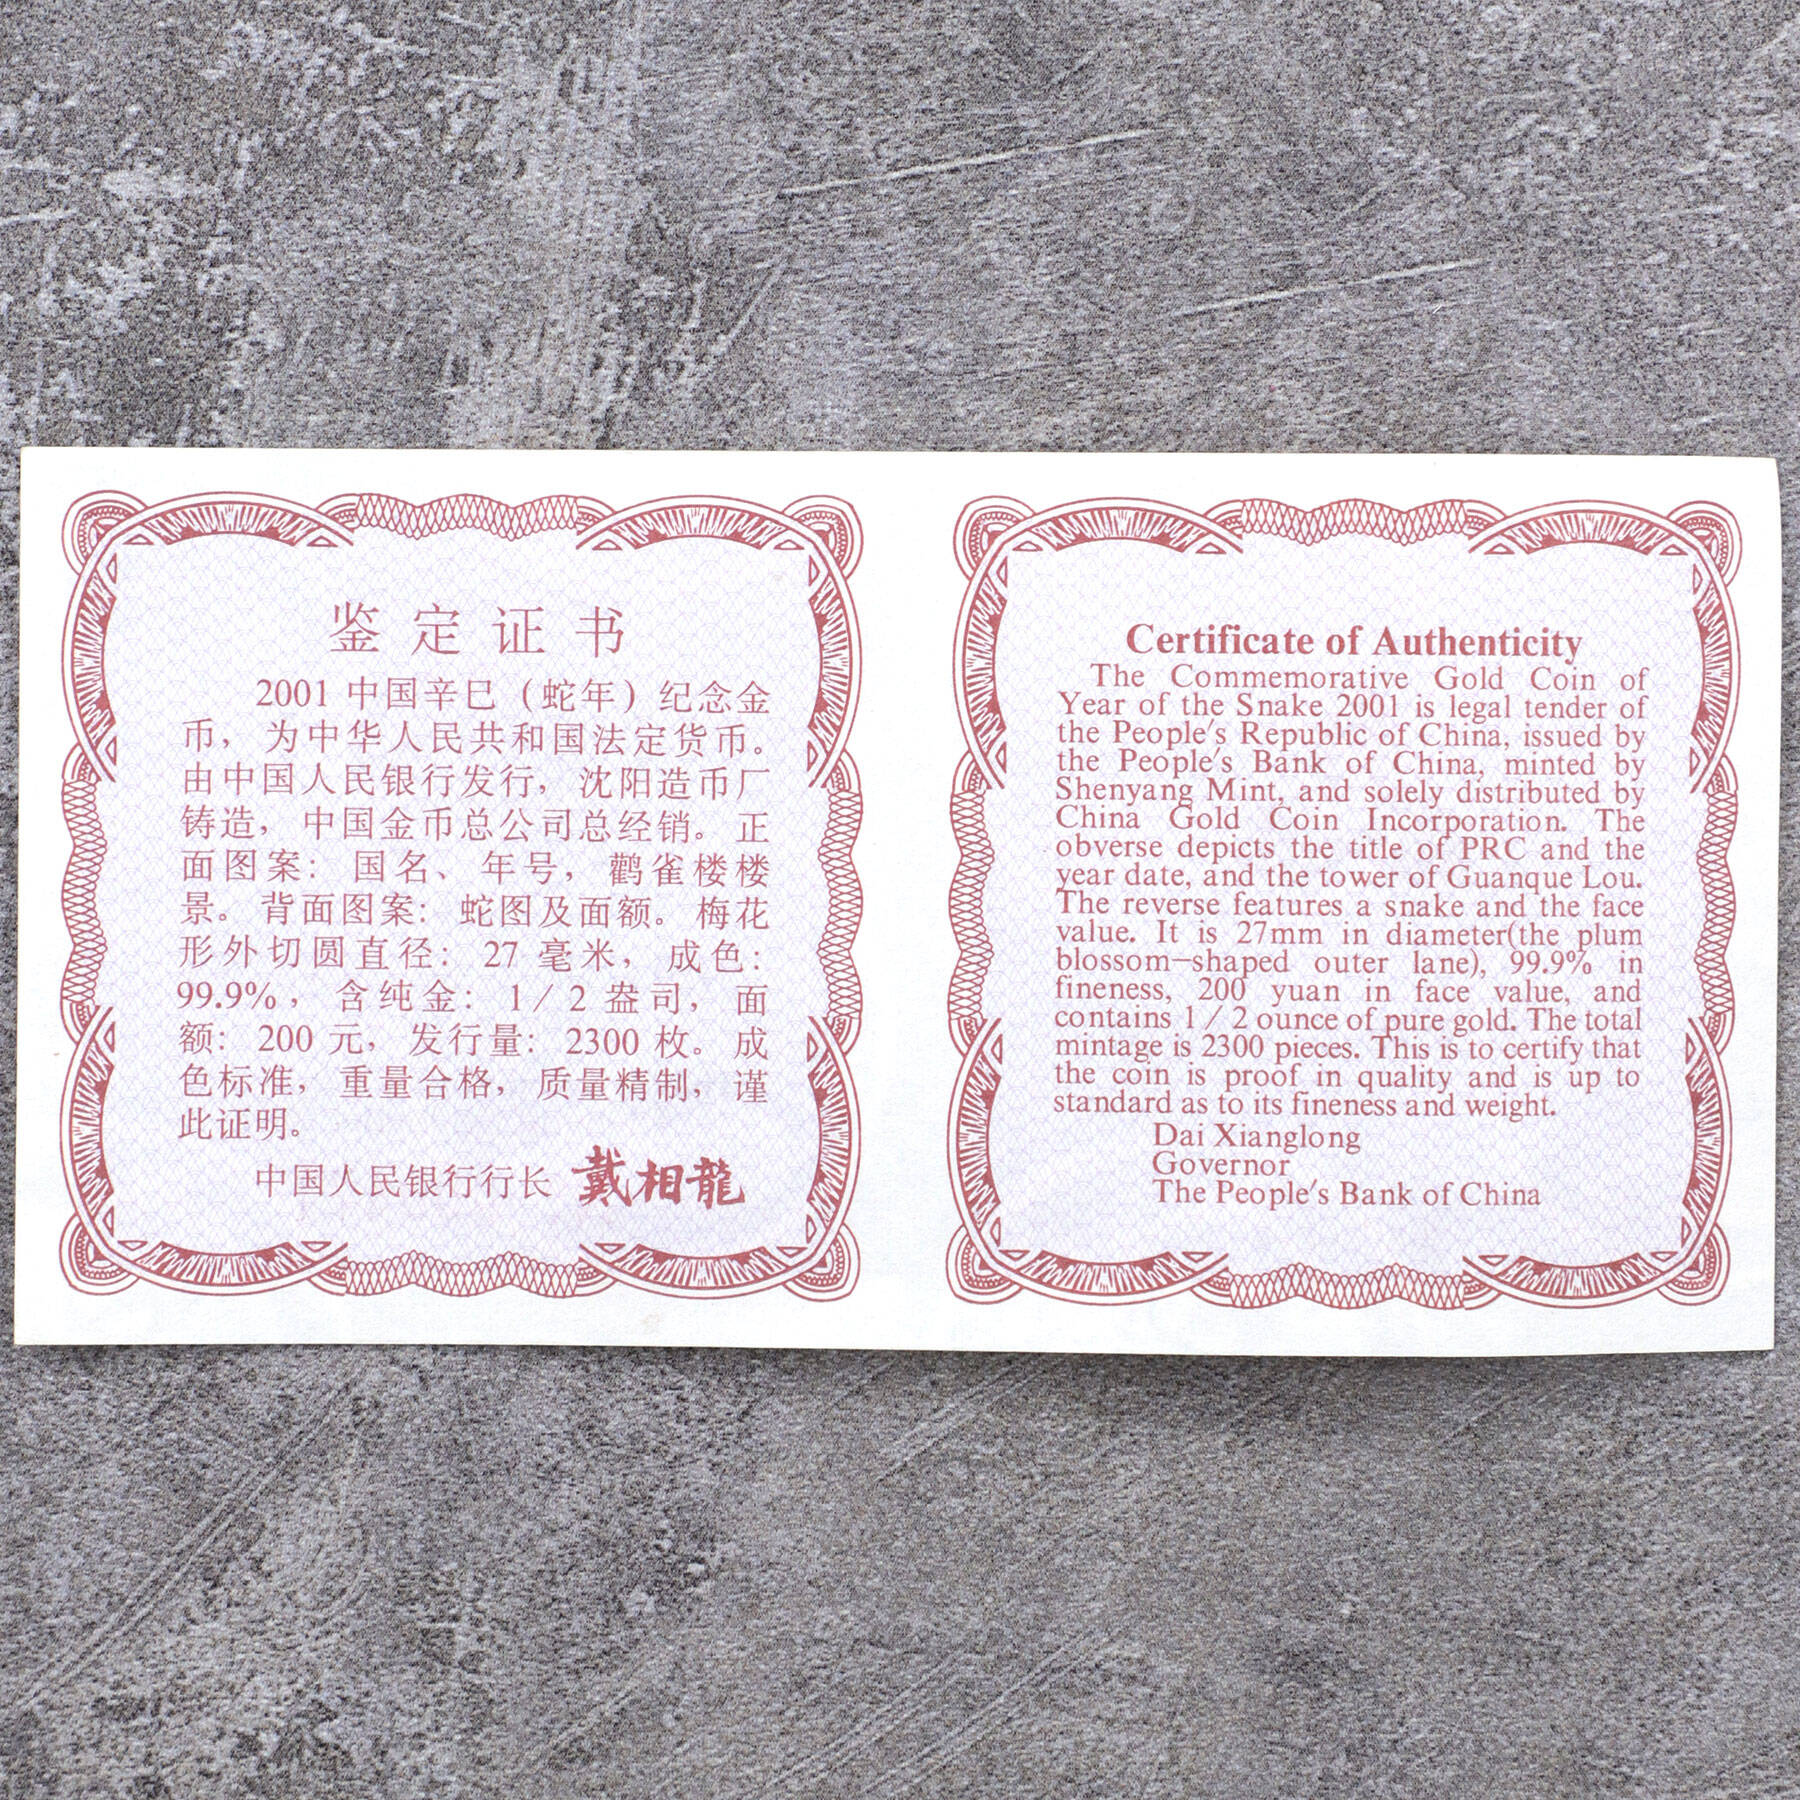 鉴定证书
2001 中国辛巳（蛇年）纪念金
币，为中华人民共和国法定货币。
由中国人民银行发行，沈阳造币厂
铸造，中国金币总公司总经销。正
面图案：国名、年号，鹳雀楼楼
景。背面图案：蛇图及面额。梅花
形外切圆直径：27 毫米，成色：
99.9%，含纯金：1/2 盎司，面
额：200 元，发行量：2300 枚。成
色标准，重量合格，质量精制，谨
此证明。
中国人民银行行长 戴相龍
Certificate of Authenticity
The Commemorative Gold Coin of
Year of the Snake 2001 is legal tender of
the People's Republic of China, issued by
the People's Bank of China, minted by
Shenyang Mint, and solely distributed by
China Gold Coin Incorporation. The
obverse depicts the title of PRC and the
year date, and the tower of Guanque Lou.
The reverse features a snake and the face
value. It is 27mm in diameter(the plum
blossom-shaped outer lane), 99.9% in
fineness, 200 yuan in face value, and
contains 1/2 ounce of pure gold. The total
mintage is 2300 pieces. This is to certify that
the coin is proof in quality and is up to
standard as to its fineness and weight.
Dai Xianglong
Governor
The People's Bank of China